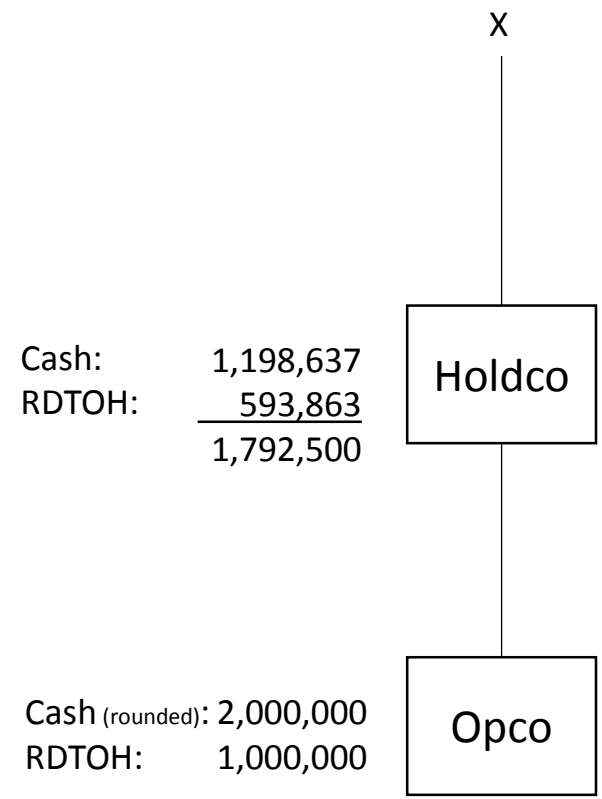 X
Cash: 1,198,637
RDTOH: 593,863
1,792,500
Holdco
Cash (rounded): 2,000,000
RDTOH: 1,000,000
Opco